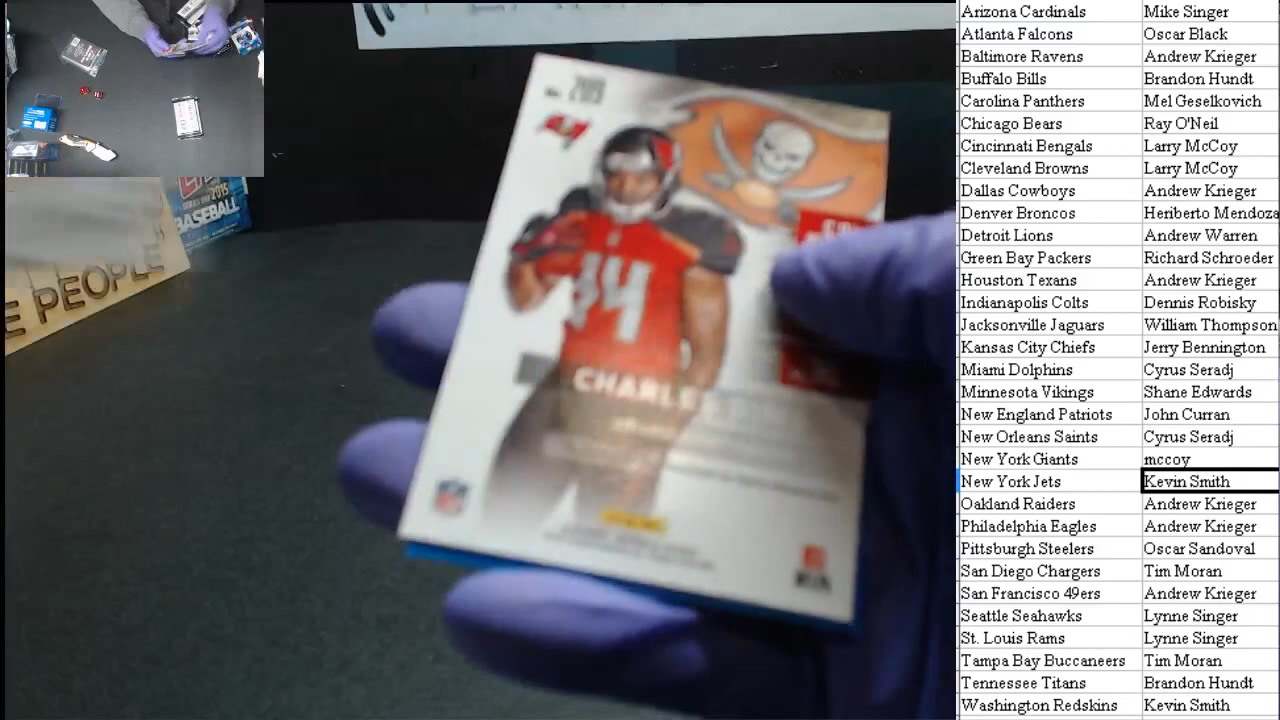 Arizona Cardinals Mike Singer
Atlanta Falcons Oscar Black
Baltimore Ravens Andrew Krieger
Buffalo Bills Brandon Hundt
Carolina Panthers Mel Geselkovich
Chicago Bears Ray O'Neil
Cincinnati Bengals Larry McCoy
Cleveland Browns Larry McCoy
Dallas Cowboys Andrew Krieger
Denver Broncos Heriberto Mendoza
Detroit Lions Andrew Warren
Green Bay Packers Richard Schroeder
Houston Texans Andrew Krieger
Indianapolis Colts Dennis Robisky
Jacksonville Jaguars William Thompson
Kansas City Chiefs Jerry Bennington
Miami Dolphins Cyrus Seradj
Minnesota Vikings Shane Edwards
New England Patriots John Curran
New Orleans Saints Cyrus Seradj
New York Giants mccoy
New York Jets Kevin Smith
Oakland Raiders Andrew Krieger
Philadelphia Eagles Andrew Krieger
Pittsburgh Steelers Oscar Sandoval
San Diego Chargers Tim Moran
San Francisco 49ers Andrew Krieger
Seattle Seahawks Lynne Singer
St. Louis Rams Lynne Singer
Tampa Bay Buccaneers Tim Moran
Tennessee Titans Brandon Hundt
Washington Redskins Kevin Smith
2015
BASEBALL
E PEOPLE
No. 209
14
CHARLES